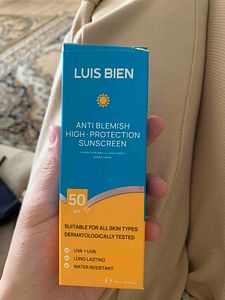 LUIS BIEN
ANTI BLEMISH
HIGH-PROTECTION
SUNSCREEN
50
SPF
SUITABLE FOR ALL SKIN TYPES
DERMATOLOGICALLY TESTED
UVA + UVB
LONG LASTING
WATER RESISTANT